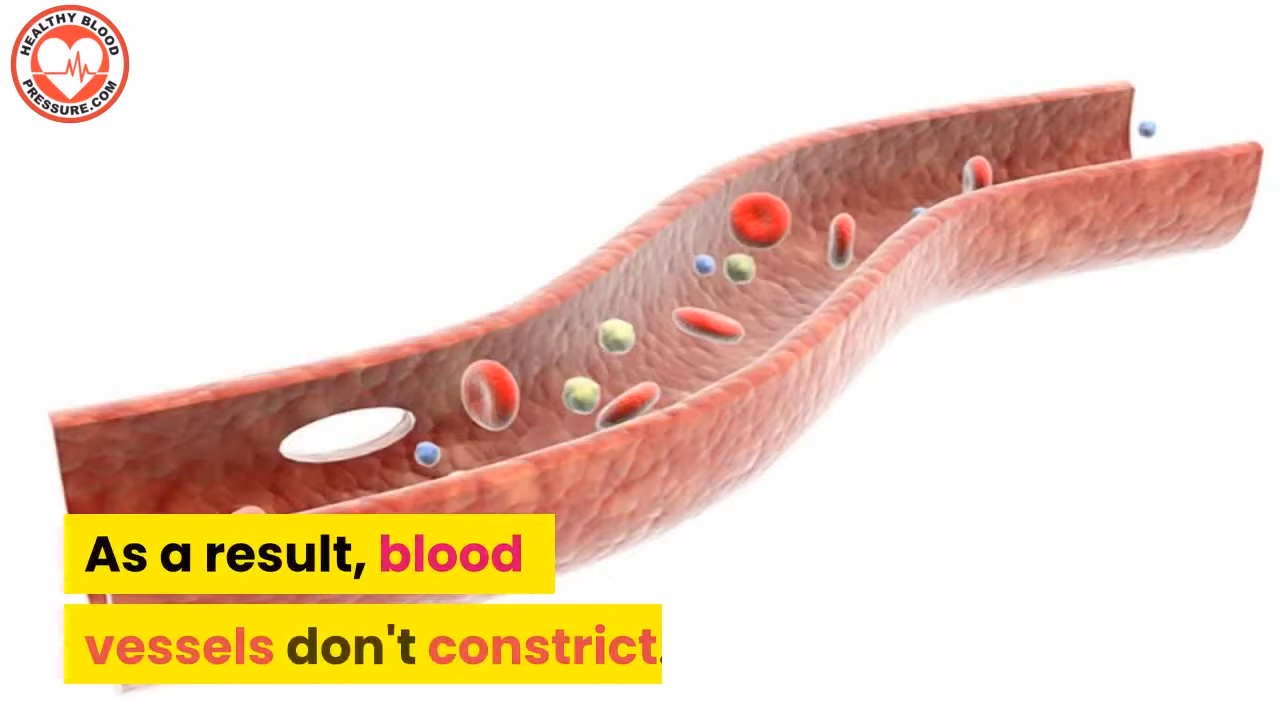 HEALTHY BLOOD
PRESSURE.COM
As a result, blood
vessels don't constrict.